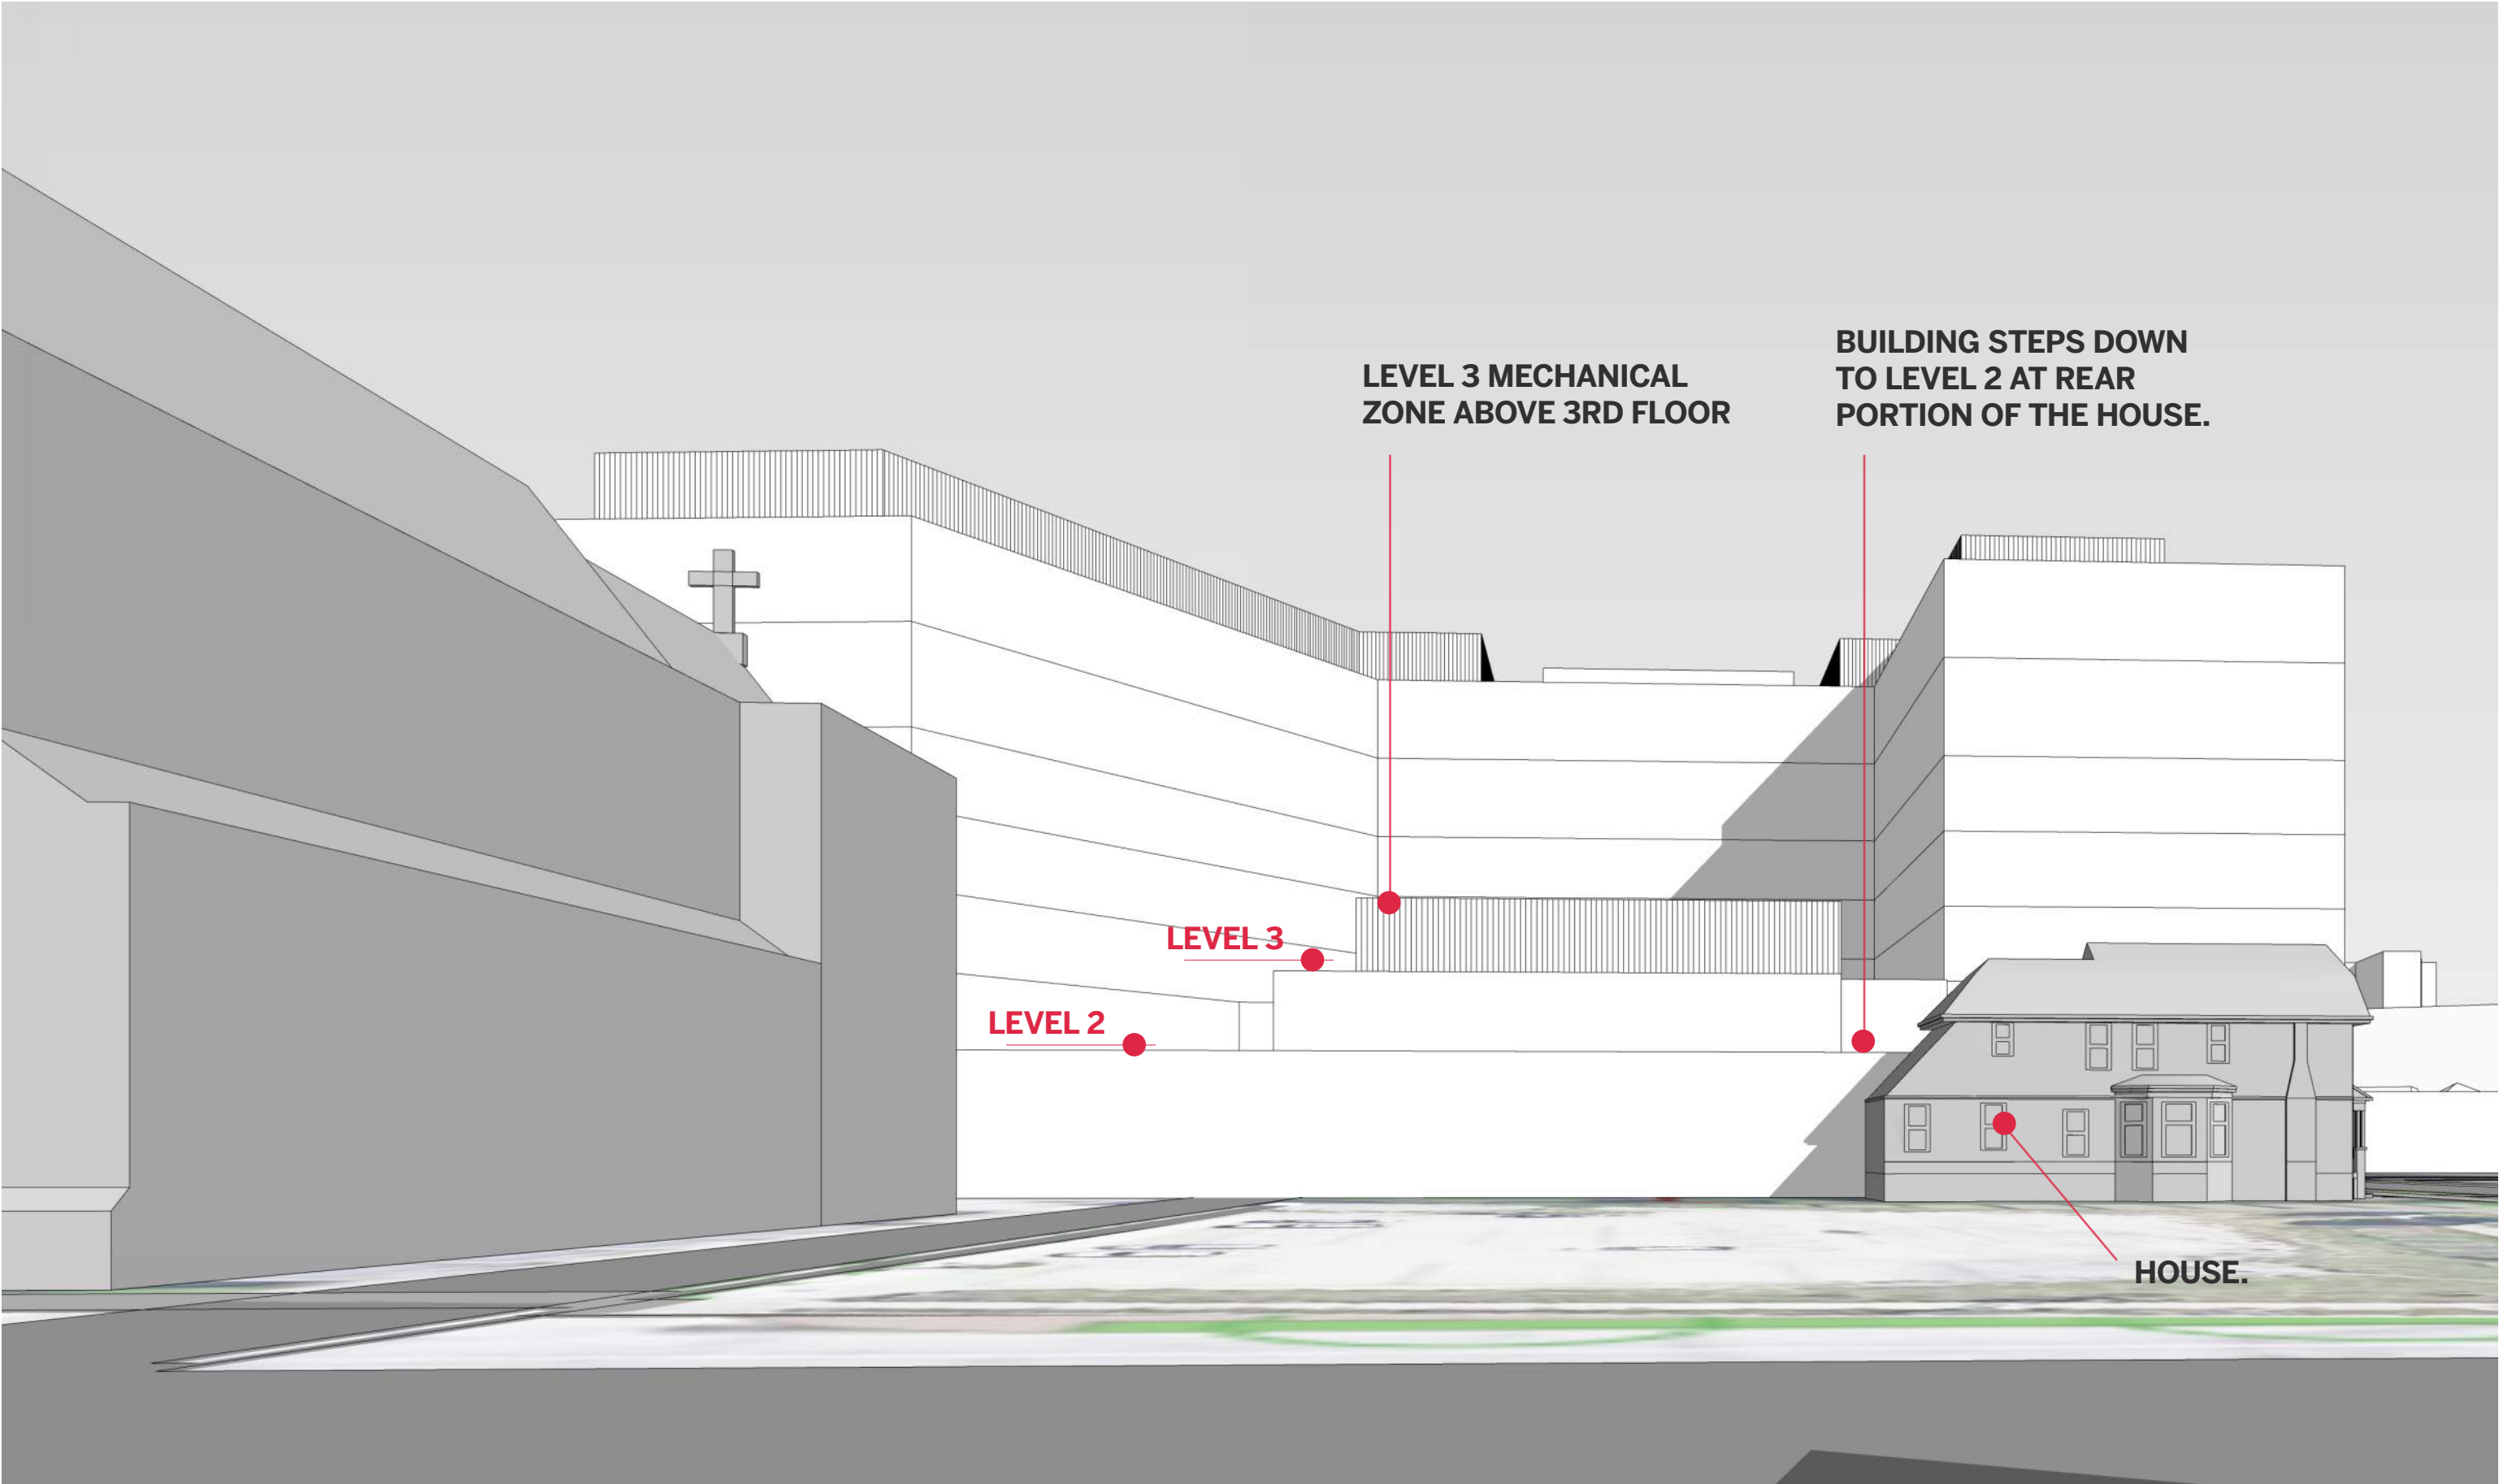 LEVEL 3 MECHANICAL
ZONE ABOVE 3RD FLOOR
BUILDING STEPS DOWN
TO LEVEL 2 AT REAR
PORTION OF THE HOUSE.
LEVEL 3
LEVEL 2
HOUSE.